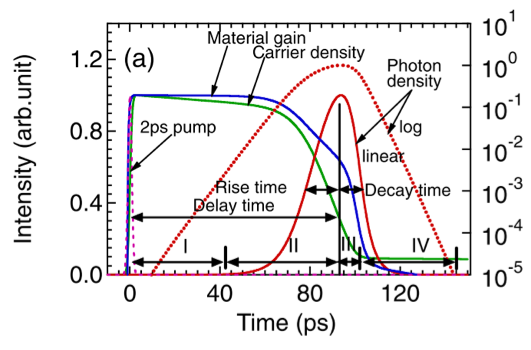 Material gain
Carrier density
(a)
Photon
density
2ps pump
log
linear
Rise time
Decay time
Delay time
I
II
III
IV
Intensity (arb.unit)
1.2
0.8
0.4
0.0
10^1
10^0
10^-1
10^-2
10^-3
10^-4
10^-5
0
40
80
120
Time (ps)